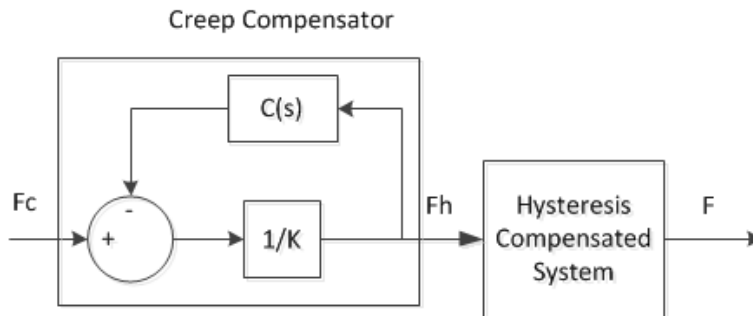 Creep Compensator
C(s)
Fc
-
+
1/K
Fh
Hysteresis
Compensated
System
F